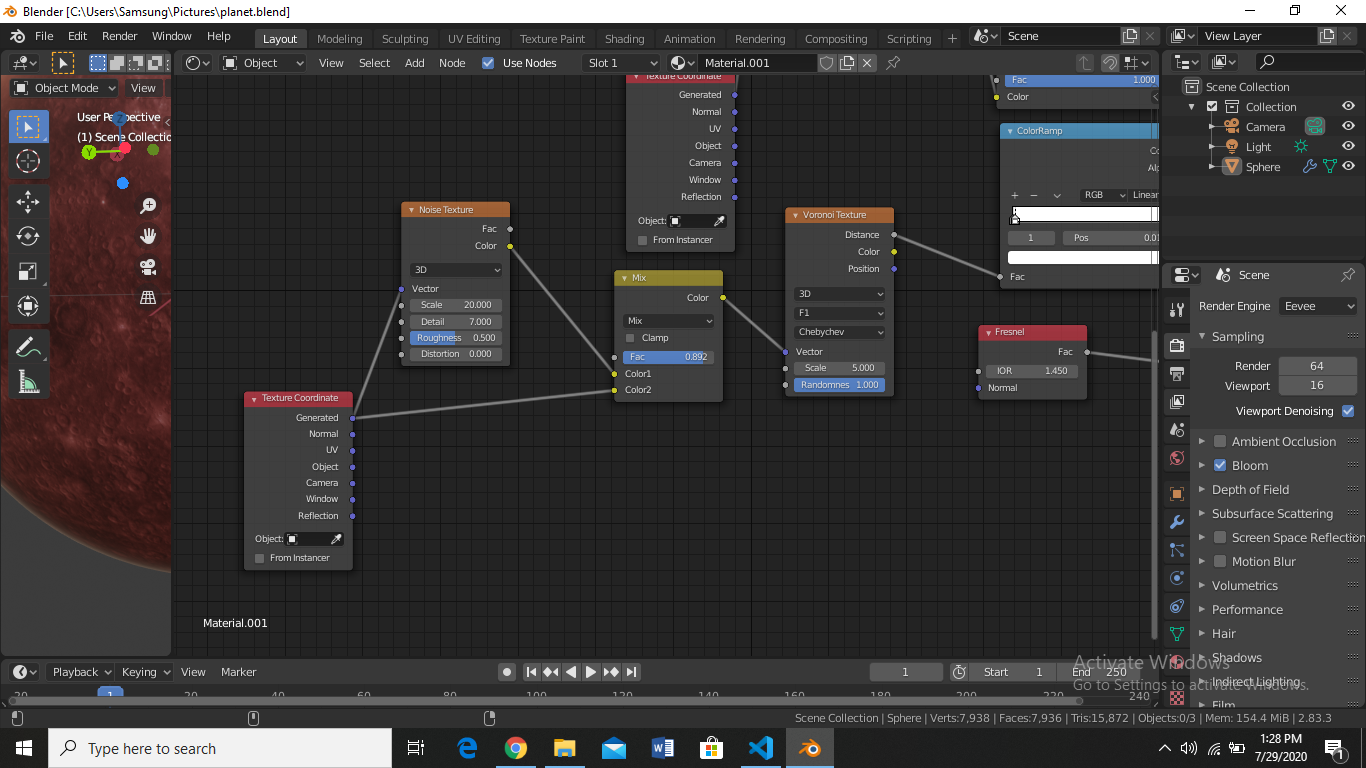 Blender [C:\Users\Samsung\Pictures\planet.blend]
File Edit Render Window Help Layout Modeling Sculpting UV Editing Texture Paint Shading Animation Rendering Compositing Scripting + Scene View Layer
Object View Select Add Node Use Nodes Slot 1 Material.001
Object Mode View
User Perspective
(1) Scene Collectio
Texture Coordinate
Generated
Normal
UV
Object
Camera
Window
Reflection
Object:
From Instancer
Noise Texture
Fac
Color
3D
Vector
Scale 20.000
Detail 7.000
Roughness 0.500
Distortion 0.000
Texture Coordinate
Generated
Normal
UV
Object
Camera
Window
Reflection
Object:
From Instancer
Mix
Color
Mix
Clamp
Fac 0.892
Color1
Color2
Voronoi Texture
Distance
Color
Position
3D
F1
Chebychev
Vector
Scale 5.000
Randomnes 1.000
Fac 1.000
Color
ColorRamp
Co
Alp
+ − RGB Linear
1 Pos 0.01
Fac
Fresnel
Fac
IOR 1.450
Normal
Material.001
Scene Collection
Collection
Camera
Light
Sphere
Scene
Render Engine Eevee
Sampling
Render 64
Viewport 16
Viewport Denoising
Ambient Occlusion
Bloom
Depth of Field
Subsurface Scattering
Screen Space Reflection
Motion Blur
Volumetrics
Performance
Hair
Shadows
Indirect Lighting
Film
Activate Windows
Go to Settings to activate Windows.
Playback Keying View Marker 1 Start 1 End 250
20 1 20 40 60 80 100 120 140 160 180 200 220 240
Scene Collection | Sphere | Verts:7,938 | Faces:7,936 | Tris:15,872 | Objects:0/3 | Mem: 154.4 MiB | 2.83.3
Type here to search
1:28 PM
7/29/2020
1